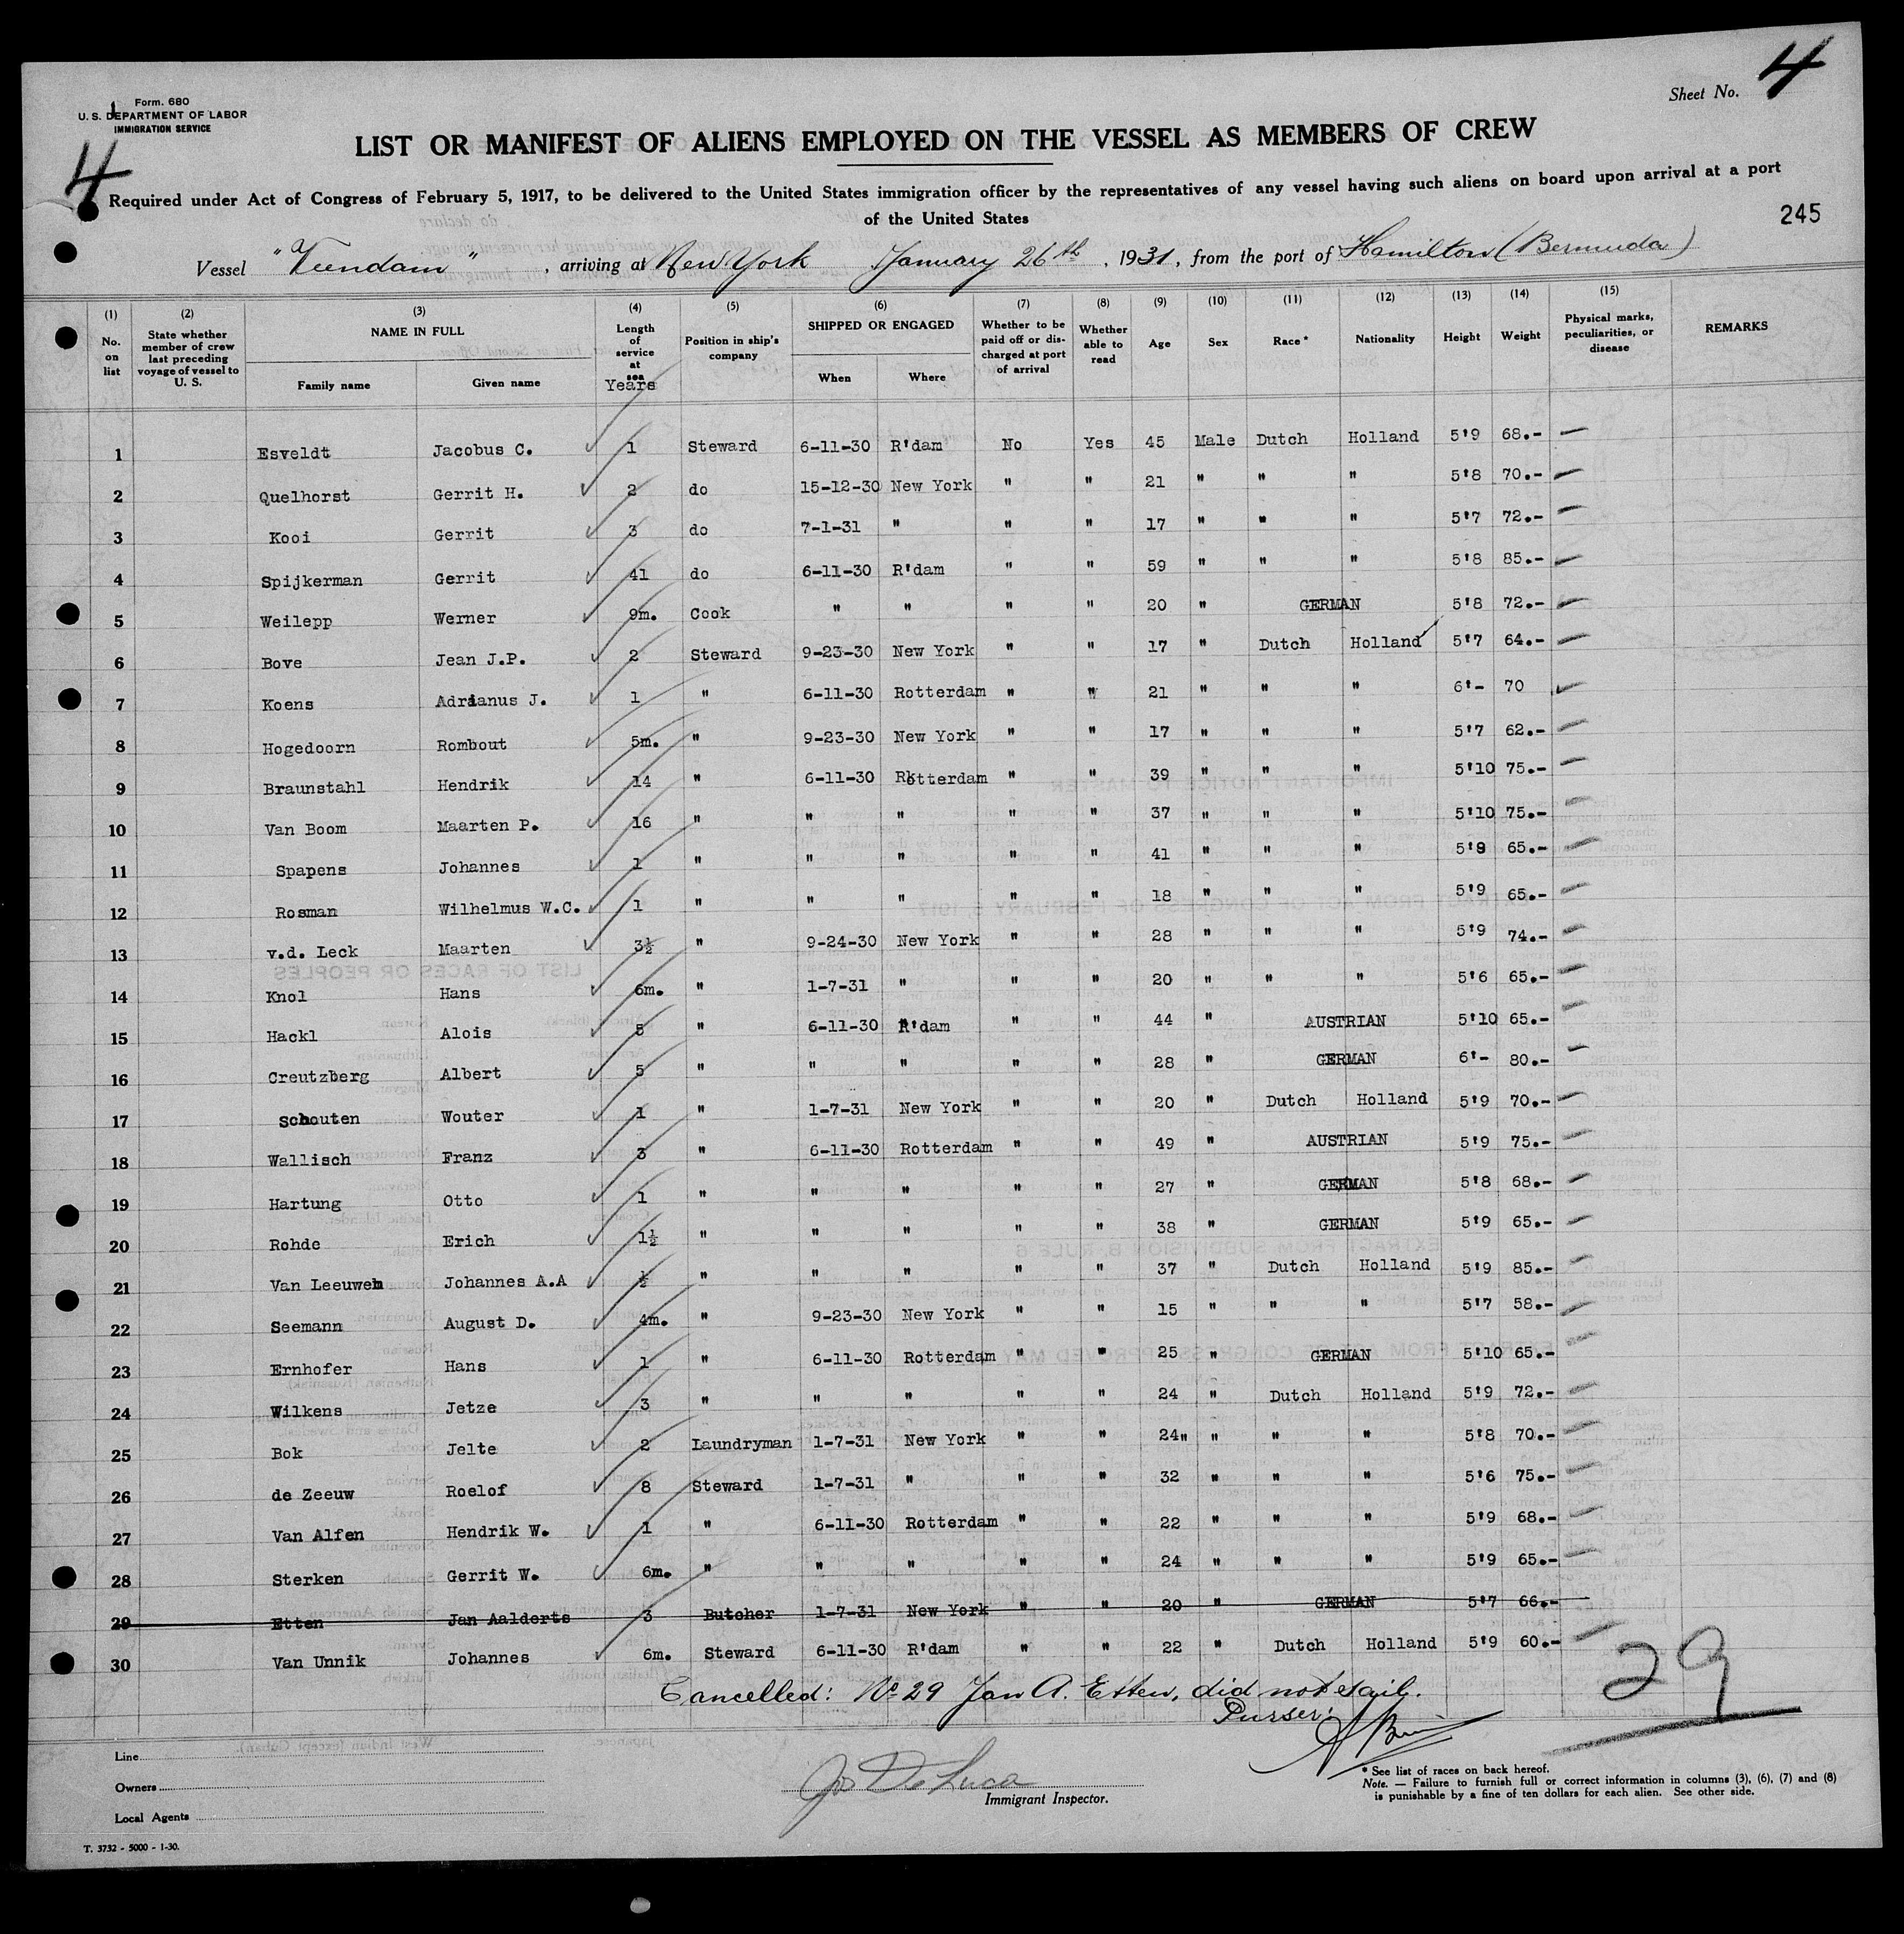 Form. 680
U. S. DEPARTMENT OF LABOR
IMMIGRATION SERVICE
4
Sheet No. 4
LIST OR MANIFEST OF ALIENS EMPLOYED ON THE VESSEL AS MEMBERS OF CREW
Required under Act of Congress of February 5, 1917, to be delivered to the United States immigration officer by the representatives of any vessel having such aliens on board upon arrival at a port
of the United States
245
Vessel "Veendam", arriving at New York January 26th, 1931, from the port of Hamilton (Bermuda)
(1) No. on list (2) State whether member of crew last preceding voyage of vessel to U. S. (3) NAME IN FULL Family name Given name (4) Length of service at sea Years (5) Position in ship's company (6) SHIPPED OR ENGAGED When Where (7) Whether to be paid off or discharged at port of arrival (8) Whether able to read (9) Age (10) Sex (11) Race * (12) Nationality (13) Height (14) Weight (15) Physical marks, peculiarities, or disease REMARKS
1 Esveldt Jacobus C. 1 Steward 6-11-30 R'dam No Yes 45 Male Dutch Holland 5'9 68.-
2 Quelhorst Gerrit H. 2 do 15-12-30 New York " " 21 " " " 5'8 70.-
3 Kooi Gerrit 3 do 7-1-31 " " " 17 " " " 5'7 72.-
4 Spijkerman Gerrit 41 do 6-11-30 R'dam " " 59 " " " 5'8 85.-
5 Weilepp Werner 9m. Cook " " " " 20 " GERMAN 5'8 72.-
6 Bove Jean J.P. 2 Steward 9-23-30 New York " " 17 " Dutch Holland 5'7 64.-
7 Koens Adrianus J. 1 " 6-11-30 Rotterdam " " 21 " " " 6'- 70
8 Hogedoorn Rombout 5m. " 9-23-30 New York " " 17 " " " 5'7 62.-
9 Braunstahl Hendrik 14 " 6-11-30 Rotterdam " " 39 " " " 5'10 75.-
10 Van Boom Maarten P. 16 " " " " " 37 " " " 5'10 75.-
11 Spapens Johannes 1 " " " " " 41 " " " 5'9 65.-
12 Rosman Wilhelmus W.C. 1 " " " " " 18 " " " 5'9 65.-
13 v.d. Leck Maarten 3½ " 9-24-30 New York " " 28 " " " 5'9 74.-
14 Knol Hans 6m. " 1-7-31 " " " 20 " " " 5'6 65.-
15 Hackl Alois 5 " 6-11-30 R'dam " " 44 " AUSTRIAN 5'10 65.-
16 Creutzberg Albert 5 " " " " " 28 " GERMAN 6'- 80.-
17 Schouten Wouter 1 " 1-7-31 New York " " 20 " Dutch Holland 5'9 70.-
18 Wallisch Franz 3 " 6-11-30 Rotterdam " " 49 " AUSTRIAN 5'9 75.-
19 Hartung Otto 1 " " " " " 27 " GERMAN 5'8 68.-
20 Rohde Erich 1½ " " " " " 38 " GERMAN 5'9 65.-
21 Van Leeuwen Johannes A.A ½ " " " " " 37 " Dutch Holland 5'9 85.-
22 Seemann August D. 4m. " 9-23-30 New York " " 15 " " " 5'7 58.-
23 Ernhofer Hans 1 " 6-11-30 Rotterdam " " 25 " GERMAN 5'10 65.-
24 Wilkens Jetze 3 " " " " " 24 " Dutch Holland 5'9 72.-
25 Bok Jelte 2 Laundryman 1-7-31 New York " " 24" " " " 5'8 70.-
26 de Zeeuw Roelof 8 Steward 1-7-31 " " " 32 " " " 5'6 75.-
27 Van Alfen Hendrik W. 1 " 6-11-30 Rotterdam " " 22 " " " 5'9 68.-
28 Sterken Gerrit W. 6m. " " " " " 24 " " " 5'9 65.-
29 Etten Jan Aalderts 3 Butcher 1-7-31 New York " " 20 " GERMAN 5'7 66.-
30 Van Unnik Johannes 6m. Steward 6-11-30 R'dam " " 22 " Dutch Holland 5'9 60.-
Cancelled: No 29 Jan A. Etten, did not sail.
Purser:
29
Line
Owners
Local Agents
Jos De Luca
Immigrant Inspector.
* See list of races on back hereof.
Note. — Failure to furnish full or correct information in columns (3), (6), (7) and (8)
is punishable by a fine of ten dollars for each alien. See other side.
T. 3732 - 5000 - 1-30.